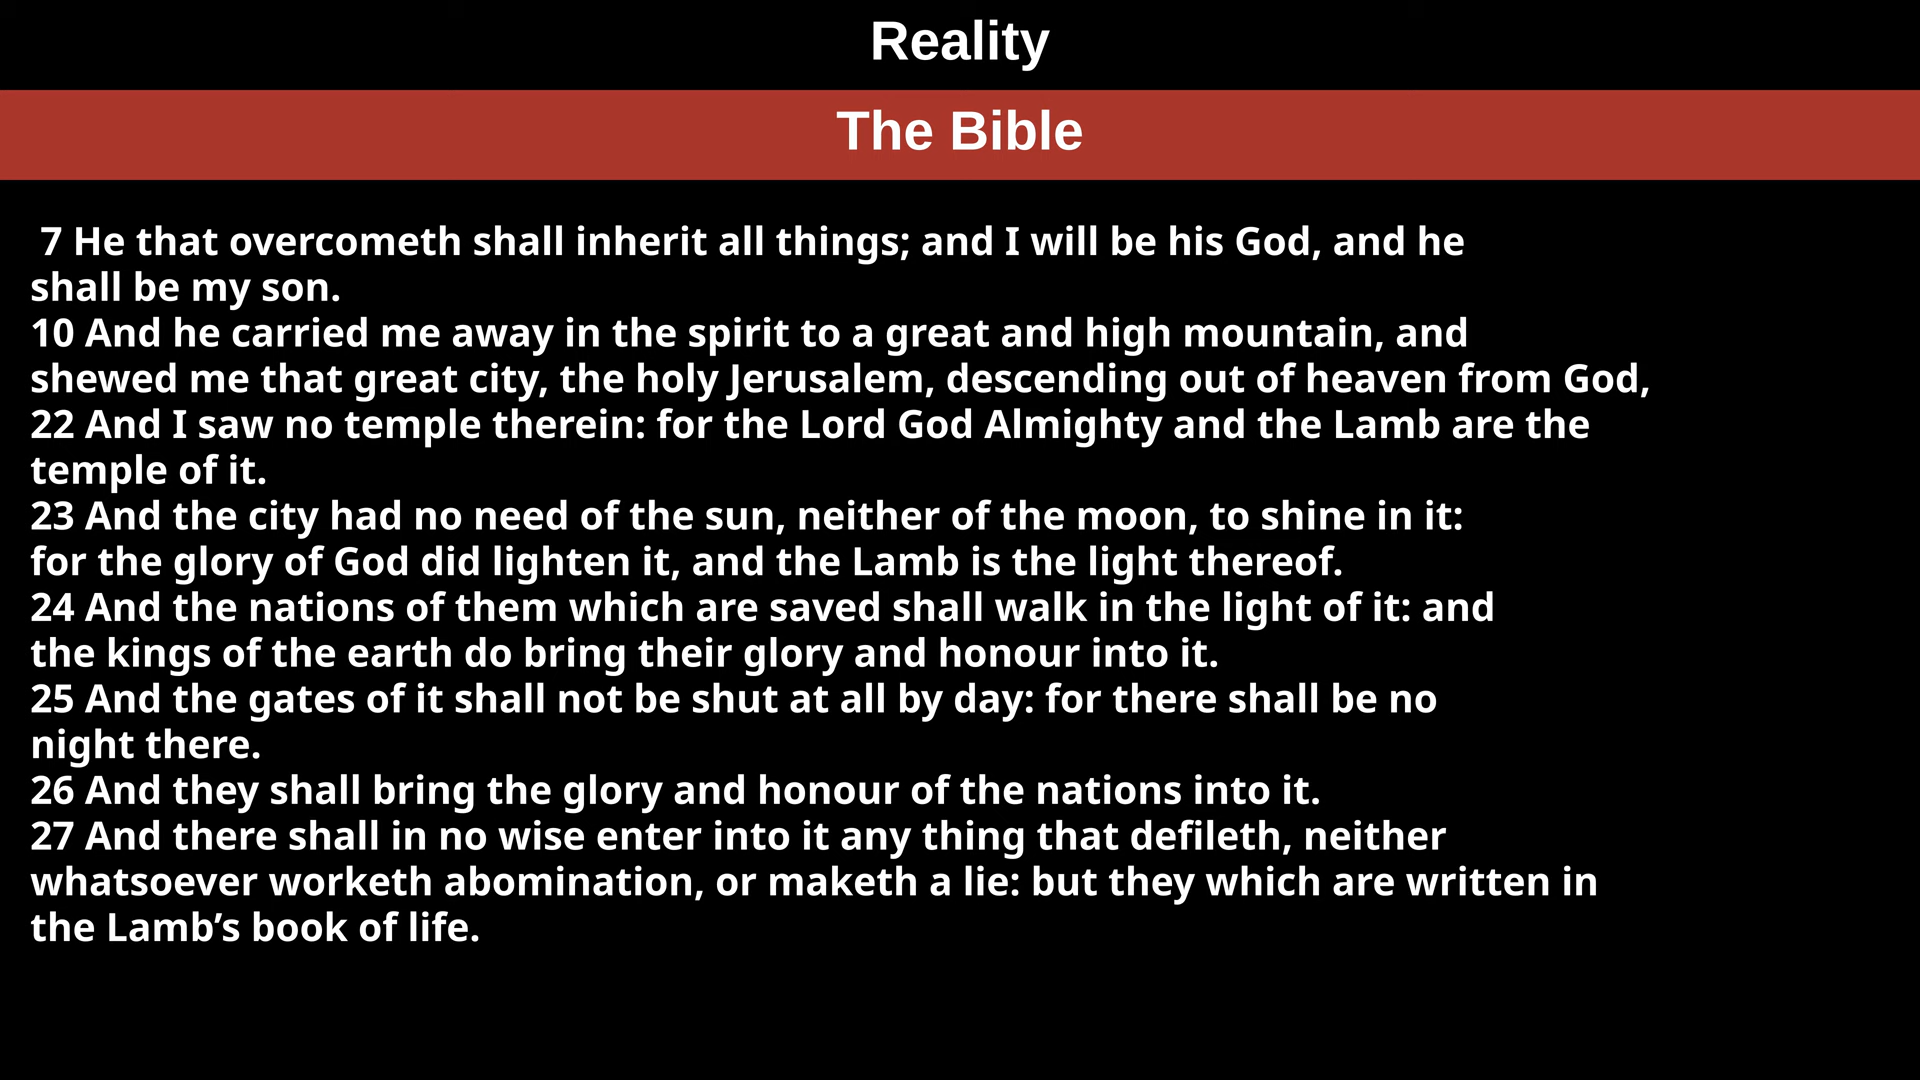 Reality
The Bible
7 He that overcometh shall inherit all things; and I will be his God, and he
shall be my son.
10 And he carried me away in the spirit to a great and high mountain, and
shewed me that great city, the holy Jerusalem, descending out of heaven from God,
22 And I saw no temple therein: for the Lord God Almighty and the Lamb are the
temple of it.
23 And the city had no need of the sun, neither of the moon, to shine in it:
for the glory of God did lighten it, and the Lamb is the light thereof.
24 And the nations of them which are saved shall walk in the light of it: and
the kings of the earth do bring their glory and honour into it.
25 And the gates of it shall not be shut at all by day: for there shall be no
night there.
26 And they shall bring the glory and honour of the nations into it.
27 And there shall in no wise enter into it any thing that defileth, neither
whatsoever worketh abomination, or maketh a lie: but they which are written in
the Lamb’s book of life.